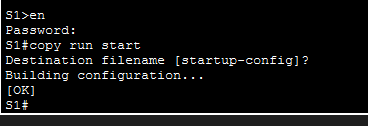 S1>en
Password:
S1#copy run start
Destination filename [startup-config]?
Building configuration...
[OK]
S1#